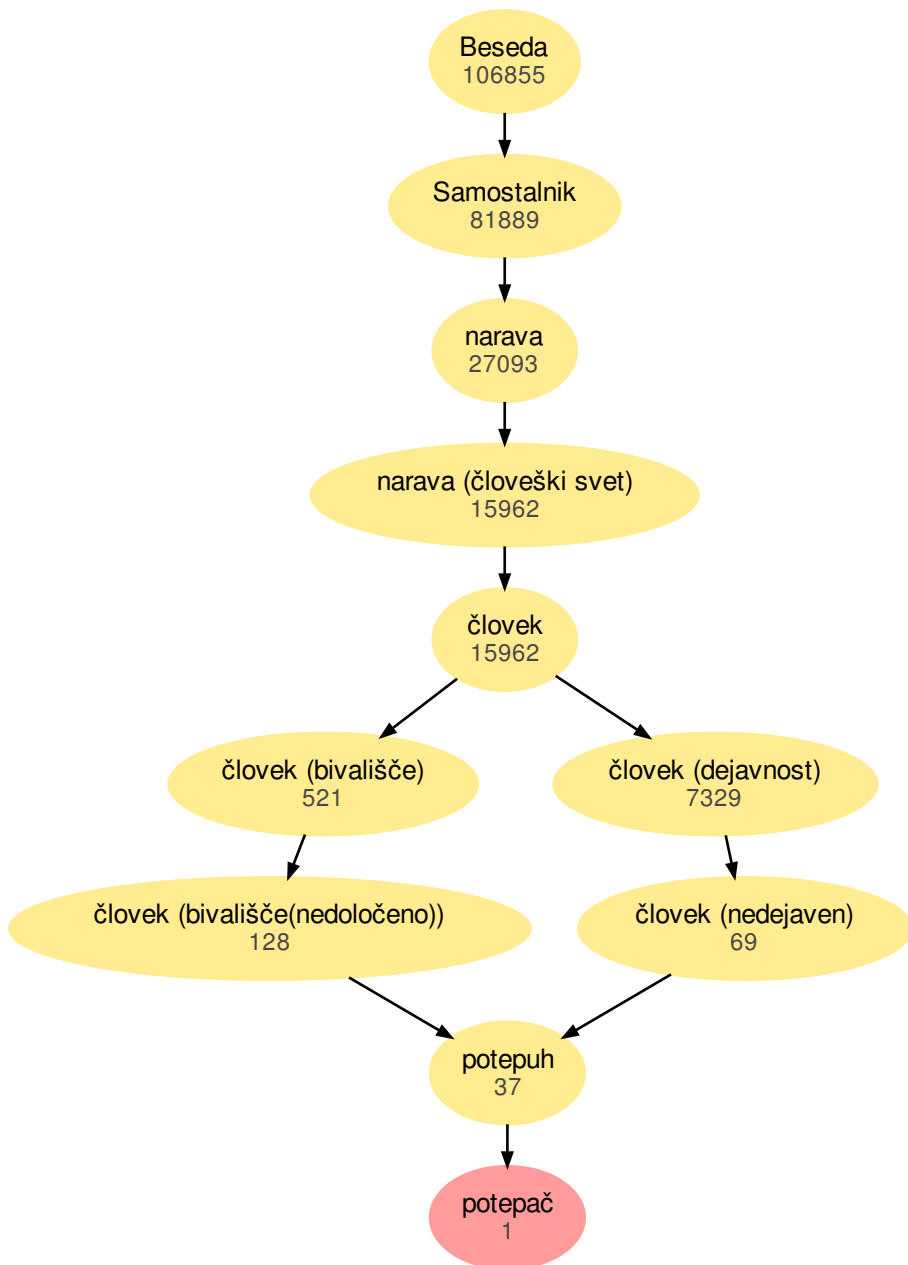 Beseda
106855
Samostalnik
81889
narava
27093
narava (človeški svet)
15962
človek
15962
človek (bivališče)
521
človek (dejavnost)
7329
človek (bivališče(nedoločeno))
128
človek (nedejaven)
69
potepuh
37
potepač
1